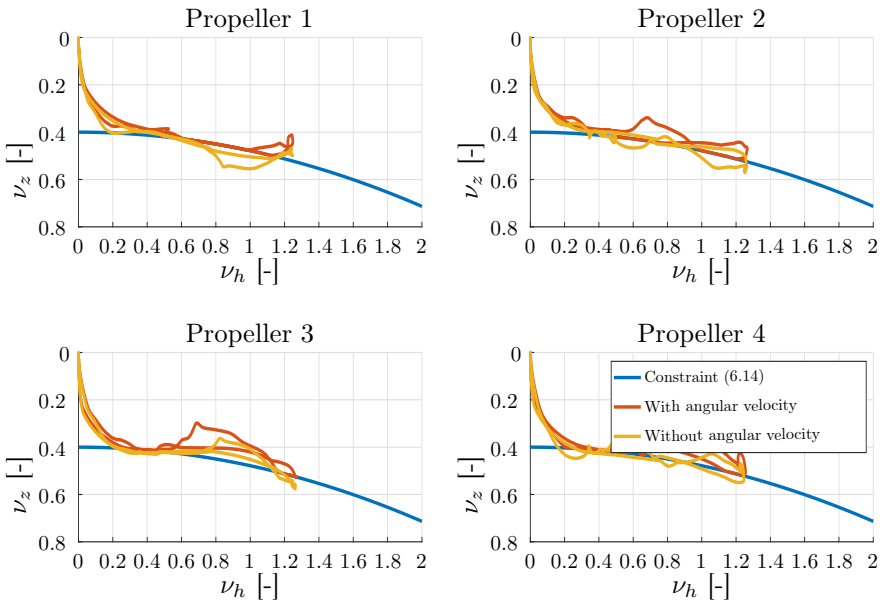 Propeller 1
0
0.2
0.4
0.6
0.8
ν_z [-]
0 0.2 0.4 0.6 0.8 1 1.2 1.4 1.6 1.8 2
ν_h [-]
Propeller 2
0
0.2
0.4
0.6
0.8
ν_z [-]
0 0.2 0.4 0.6 0.8 1 1.2 1.4 1.6 1.8 2
ν_h [-]
Propeller 3
0
0.2
0.4
0.6
0.8
ν_z [-]
0 0.2 0.4 0.6 0.8 1 1.2 1.4 1.6 1.8 2
ν_h [-]
Propeller 4
0
0.2
0.4
0.6
0.8
ν_z [-]
Constraint (6.14)
With angular velocity
Without angular velocity
0 0.2 0.4 0.6 0.8 1 1.2 1.4 1.6 1.8 2
ν_h [-]